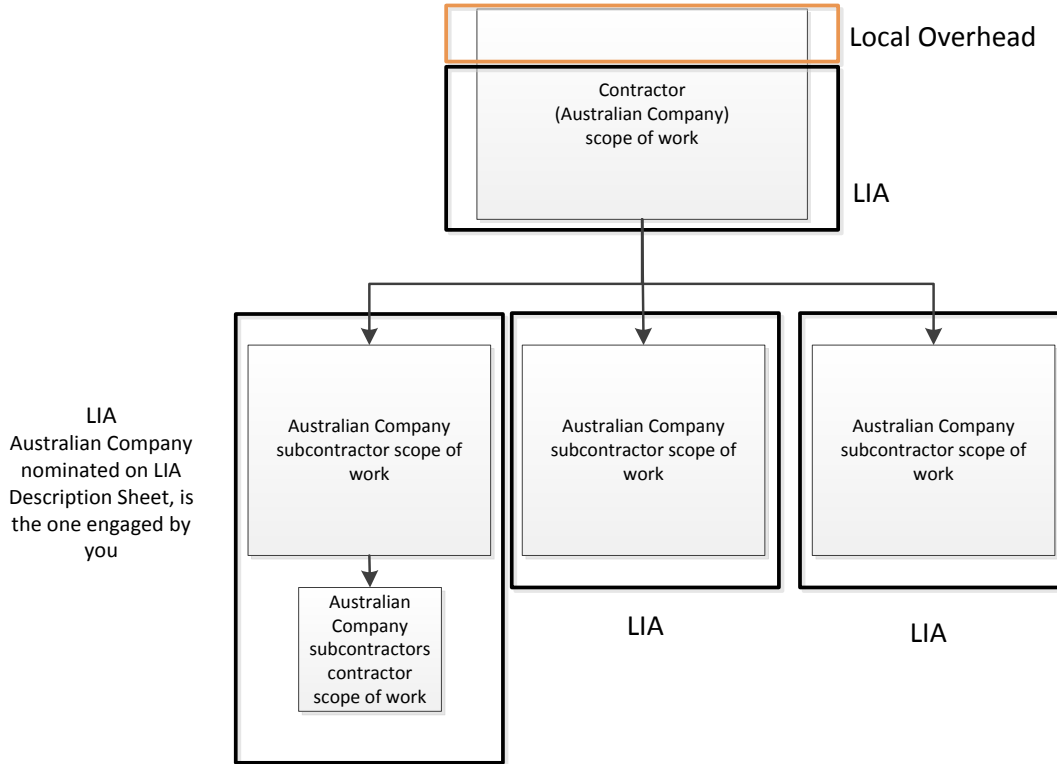 Local Overhead
Contractor
(Australian Company)
scope of work
LIA
LIA
Australian Company
nominated on LIA
Description Sheet, is
the one engaged by
you
Australian Company
subcontractor scope of
work
Australian Company
subcontractor scope of
work
Australian Company
subcontractor scope of
work
Australian
Company
subcontractors
contractor
scope of work
LIA
LIA